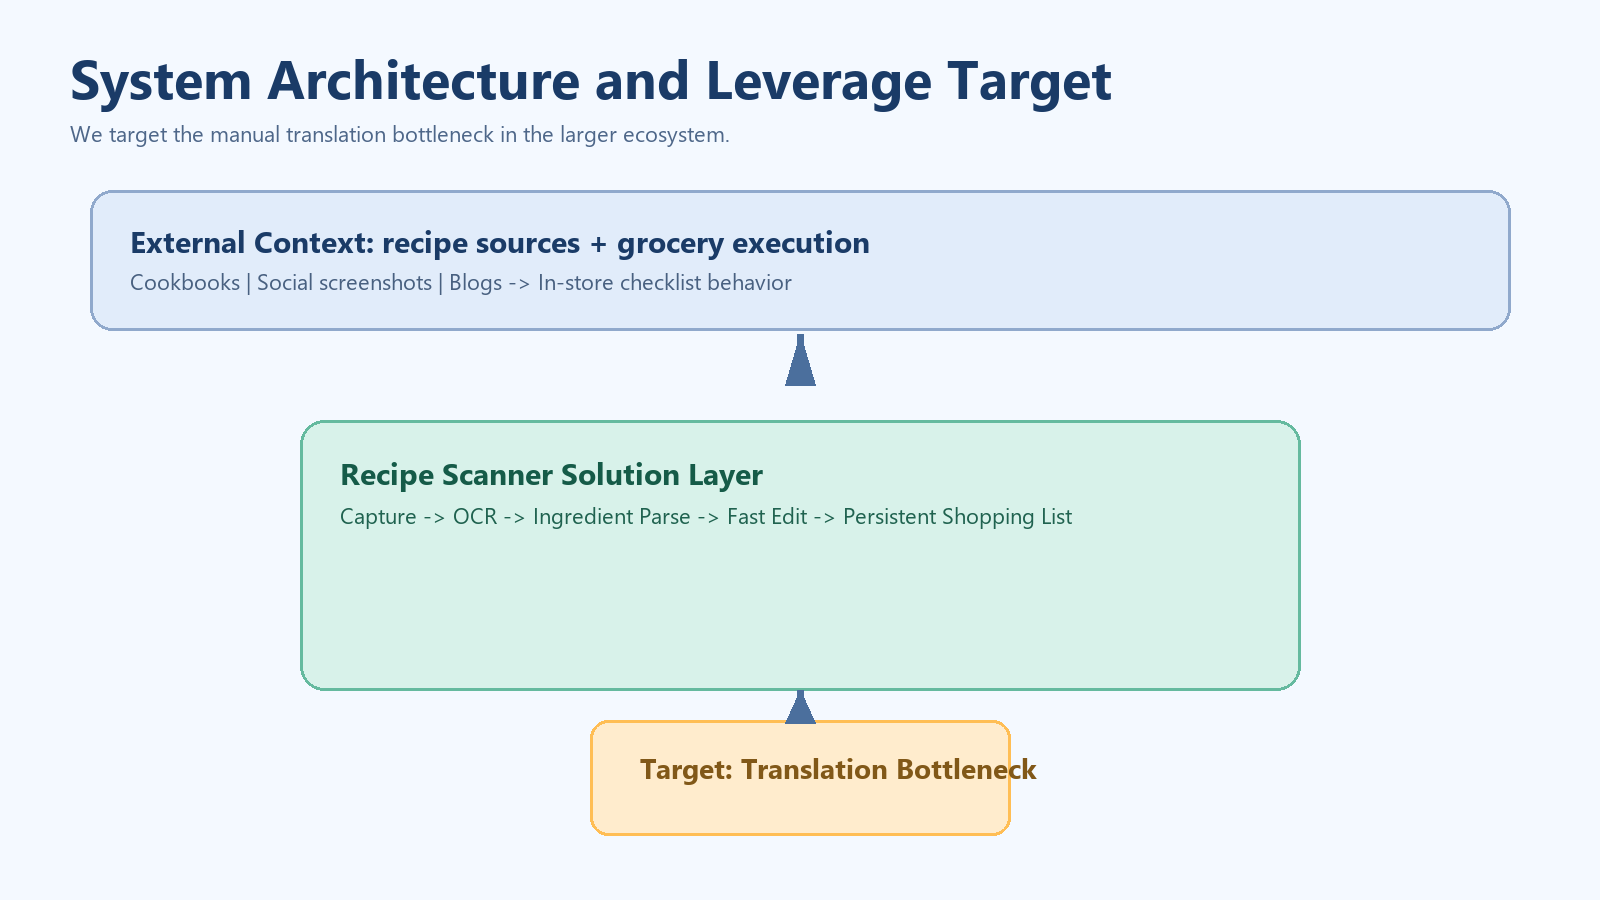 System Architecture and Leverage Target
We target the manual translation bottleneck in the larger ecosystem.
External Context: recipe sources + grocery execution
Cookbooks | Social screenshots | Blogs -> In-store checklist behavior
Recipe Scanner Solution Layer
Capture -> OCR -> Ingredient Parse -> Fast Edit -> Persistent Shopping List
Target: Translation Bottleneck